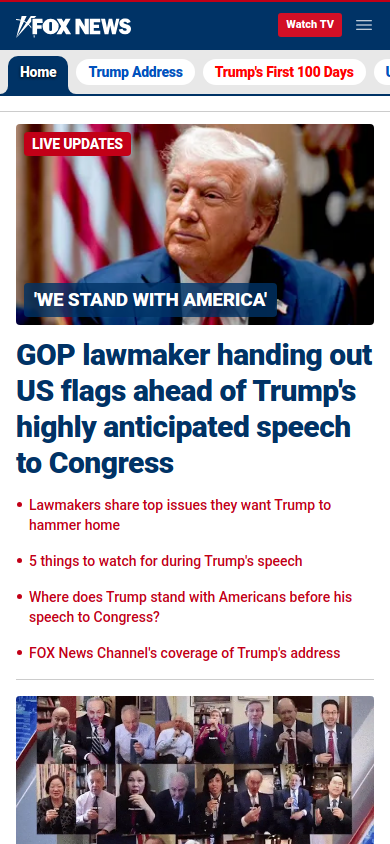 FOX NEWS
Watch TV
Home
Trump Address
Trump's First 100 Days
LIVE UPDATES
'WE STAND WITH AMERICA'
GOP lawmaker handing out
US flags ahead of Trump's
highly anticipated speech
to Congress
Lawmakers share top issues they want Trump to
hammer home
5 things to watch for during Trump's speech
Where does Trump stand with Americans before his
speech to Congress?
FOX News Channel's coverage of Trump's address